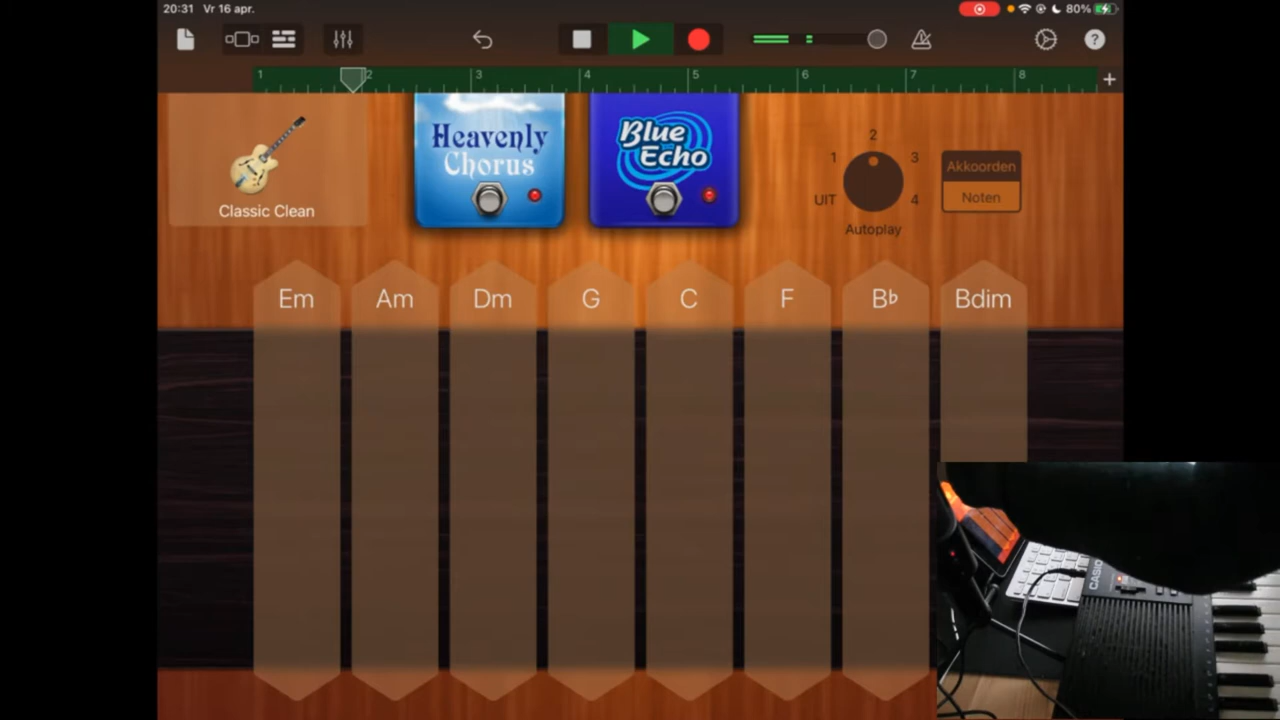 20:31 Vr 16 apr.
80%
?
1 2 3 4 5 6 7 8 +
Heavenly
Chorus
Blue
Echo
Classic Clean
UIT 1 2 3 4
Autoplay
Akkoorden
Noten
Em Am Dm G C F B♭ Bdim
CASIO